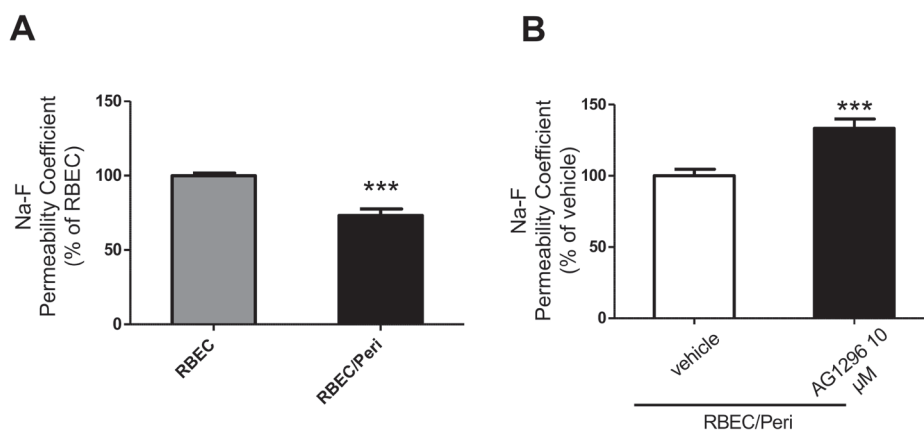 A
Na-F
Permeability Coefficient
(% of RBEC)
150
100
50
0
***
RBEC
RBEC/Peri
B
Na-F
Permeability Coefficient
(% of vehicle)
150
100
50
0
***
vehicle
AG1296 10
µM
RBEC/Peri